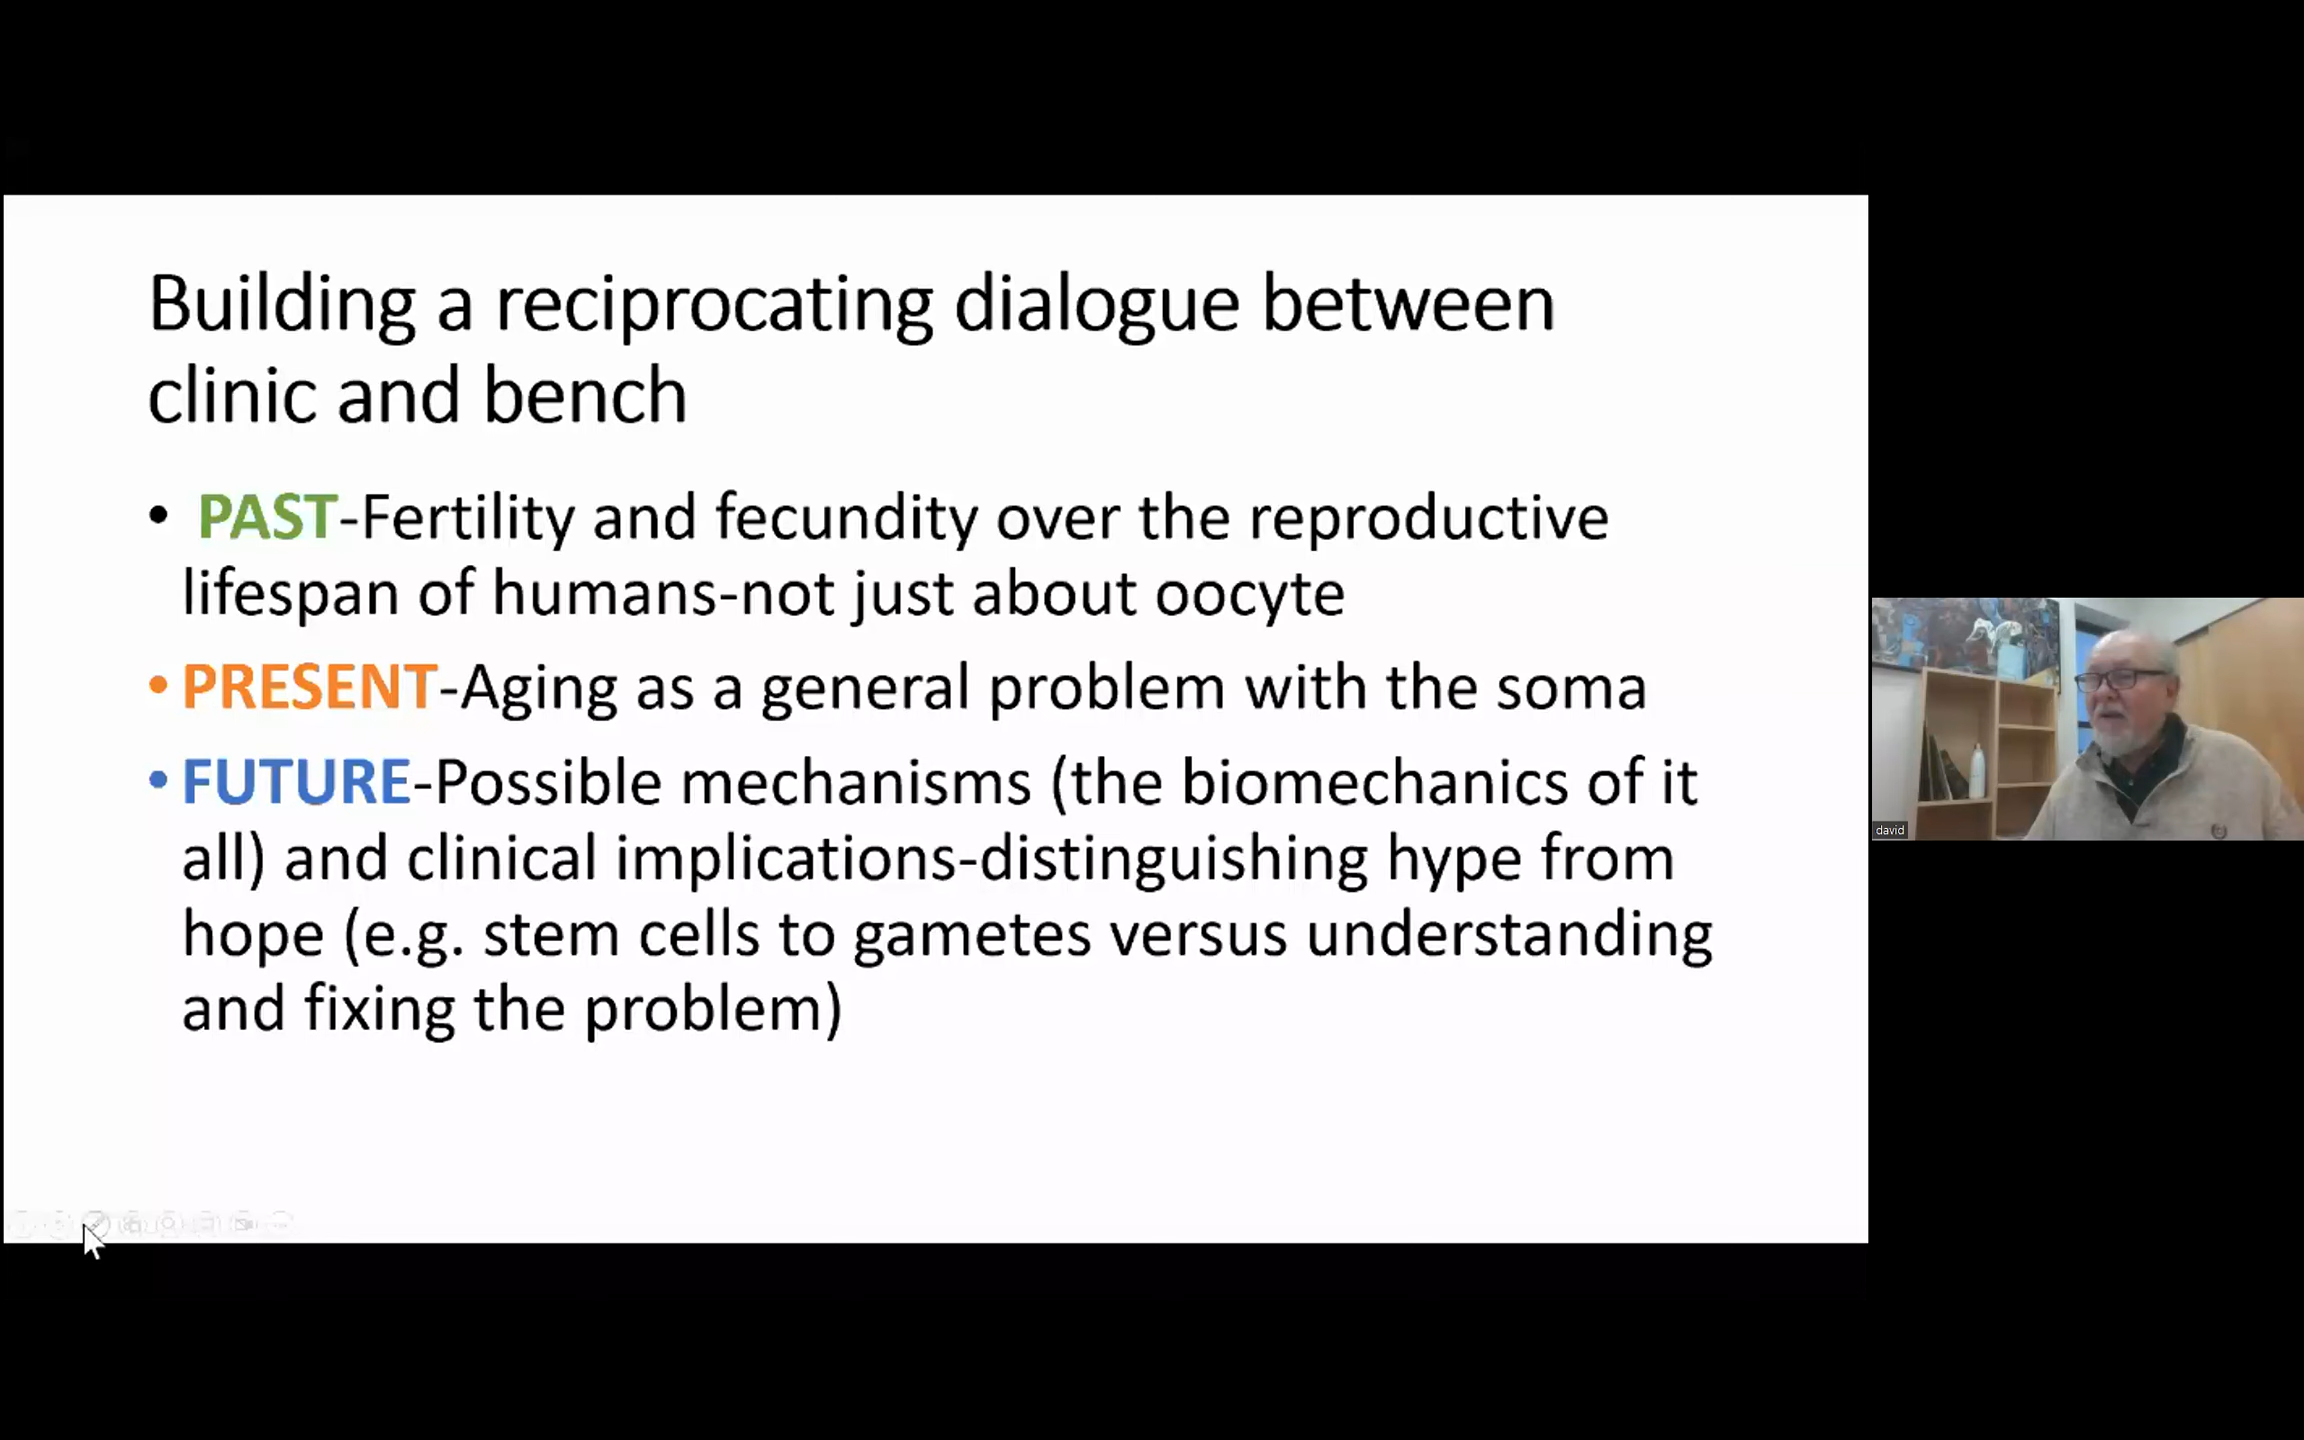 Building a reciprocating dialogue between
clinic and bench
• PAST-Fertility and fecundity over the reproductive
lifespan of humans-not just about oocyte
• PRESENT-Aging as a general problem with the soma
• FUTURE-Possible mechanisms (the biomechanics of it
all) and clinical implications-distinguishing hype from
hope (e.g. stem cells to gametes versus understanding
and fixing the problem)
david